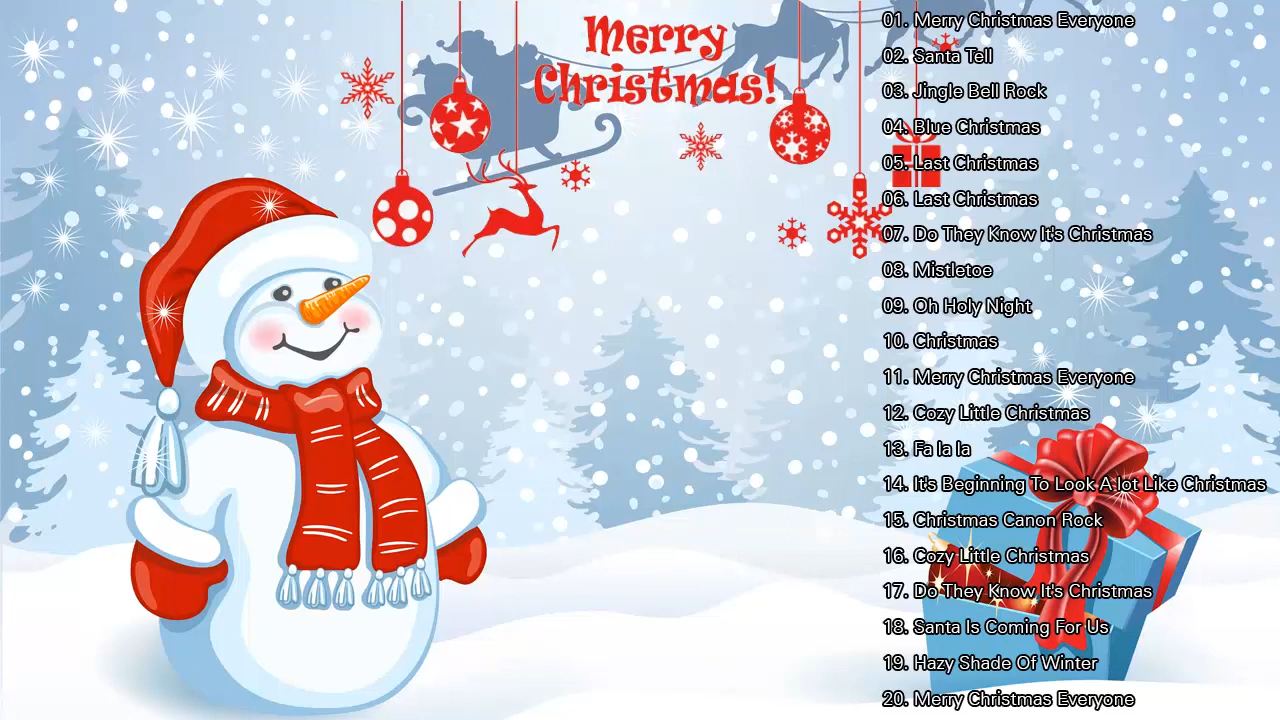 Merry
Christmas!
01. Merry Christmas Everyone
02. Santa Tell
03. Jingle Bell Rock
04. Blue Christmas
05. Last Christmas
06. Last Christmas
07. Do They Know It's Christmas
08. Mistletoe
09. Oh Holy Night
10. Christmas
11. Merry Christmas Everyone
12. Cozy Little Christmas
13. Fa la la
14. It's Beginning To Look A lot Like Christmas
15. Christmas Canon Rock
16. Cozy Little Christmas
17. Do They Know It's Christmas
18. Santa Is Coming For Us
19. Hazy Shade Of Winter
20. Merry Christmas Everyone